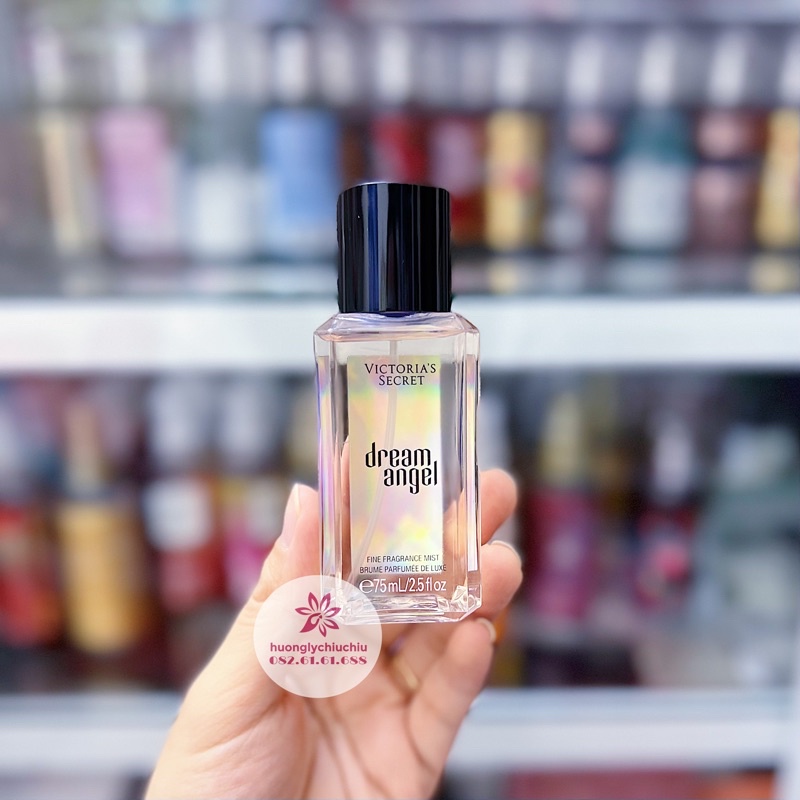 VICTORIA'S
SECRET
dream
angel
FINE FRAGRANCE MIST
BRUME PARFUMÉE DE LUXE
℮75 mL/2.5 fl oz
huonglychiuchiu
082.61.61.688